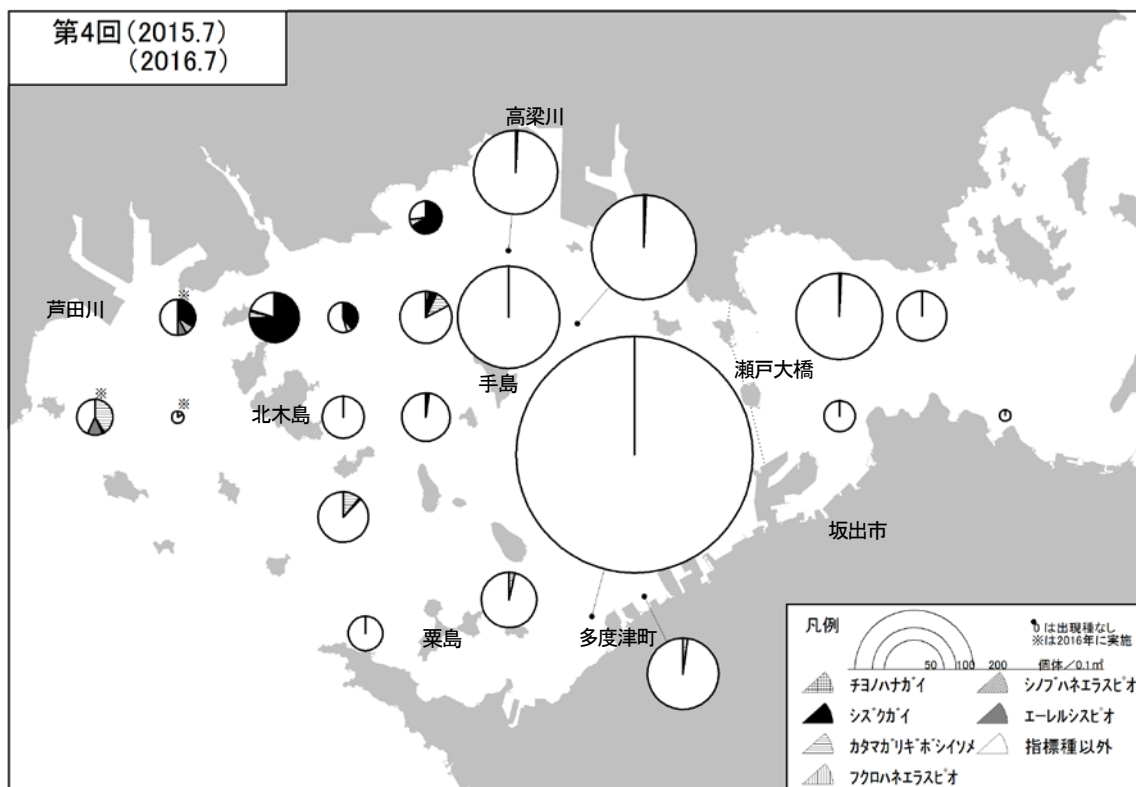 第4回(2015.7)
(2016.7)
高梁川
芦田川
※
※
※
北木島
手島
瀬戸大橋
坂出市
粟島
多度津町
凡例
0 は出現種なし
※は2016年に実施
50 100 200 個体/0.1㎡
チヨノハナガイ
シノブハネエラスピオ
シズクガイ
エーレルシスピオ
カタマガリギボシイソメ
指標種以外
フクロハネエラスピオ